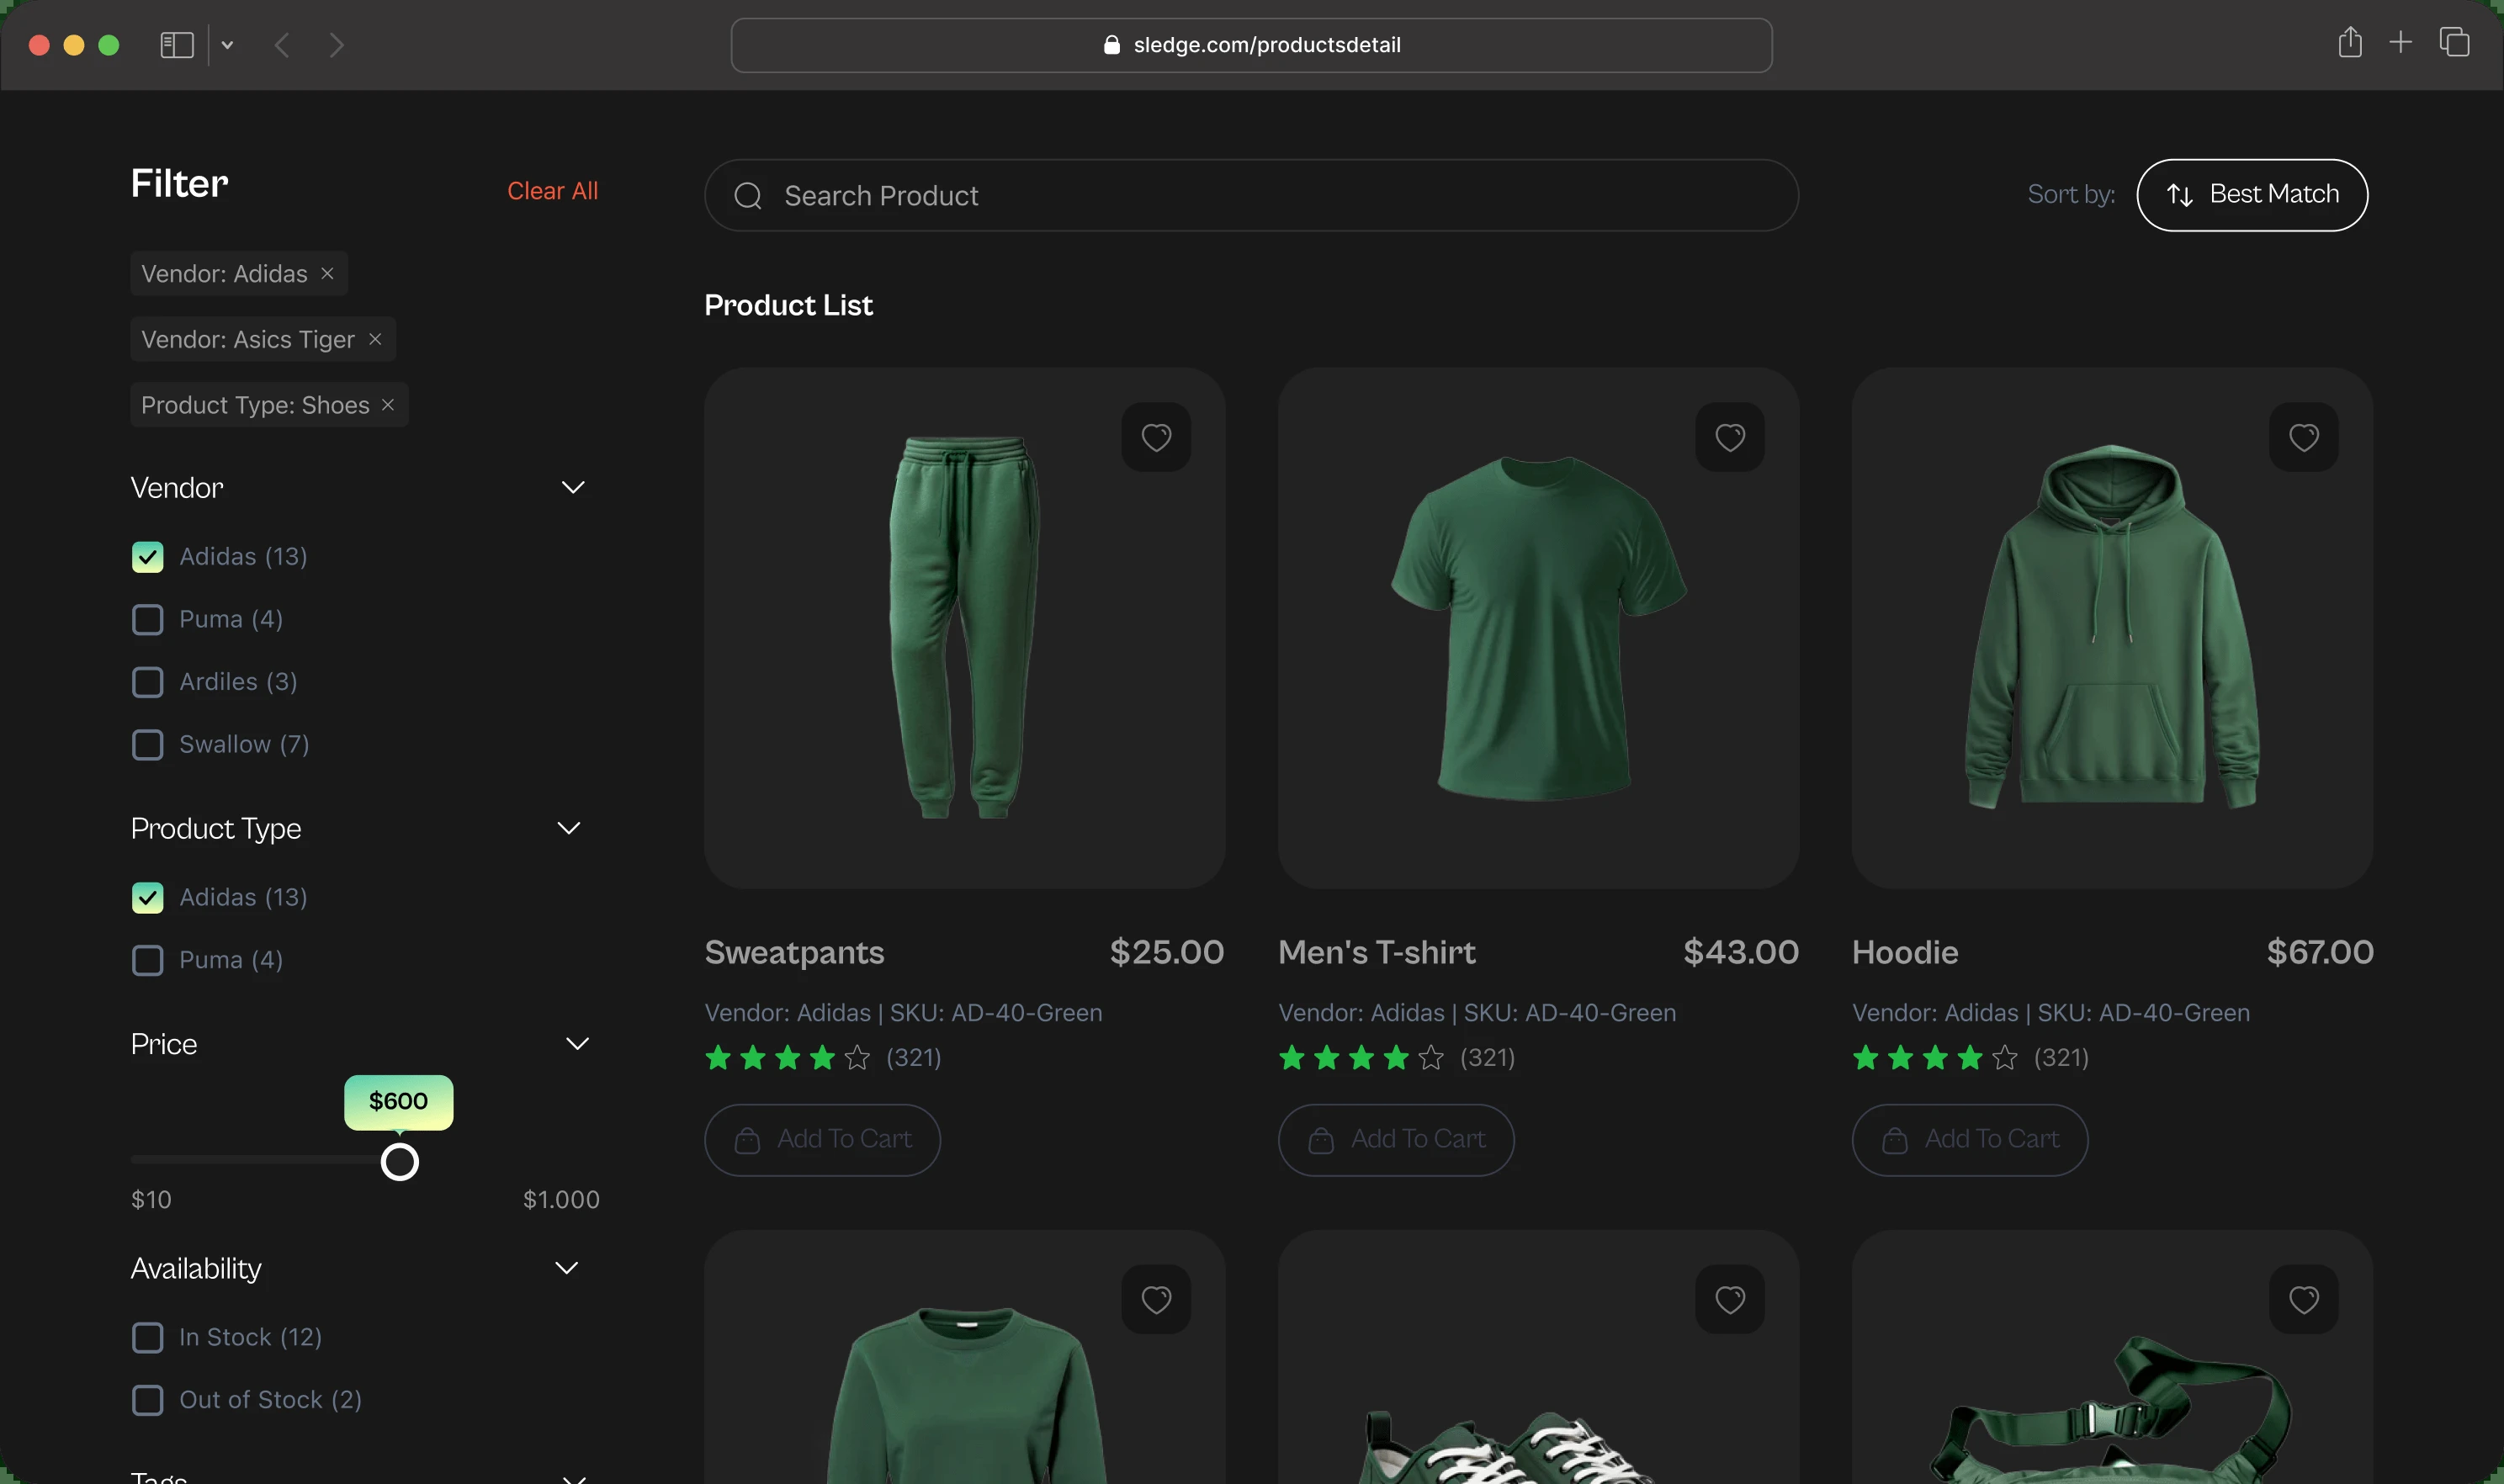 sledge.com/productsdetail
Filter
Clear All
Vendor: Adidas
Vendor: Asics Tiger
Product Type: Shoes
Vendor
Adidas (13)
Puma (4)
Ardiles (3)
Swallow (7)
Product Type
Adidas (13)
Puma (4)
Price
$600
$10
$1.000
Availability
In Stock (12)
Out of Stock (2)
Tags
Search Product
Sort by:
Best Match
Product List
Sweatpants
$25.00
Vendor: Adidas | SKU: AD-40-Green
(321)
Add To Cart
Men's T-shirt
$43.00
Vendor: Adidas | SKU: AD-40-Green
(321)
Add To Cart
Hoodie
$67.00
Vendor: Adidas | SKU: AD-40-Green
(321)
Add To Cart